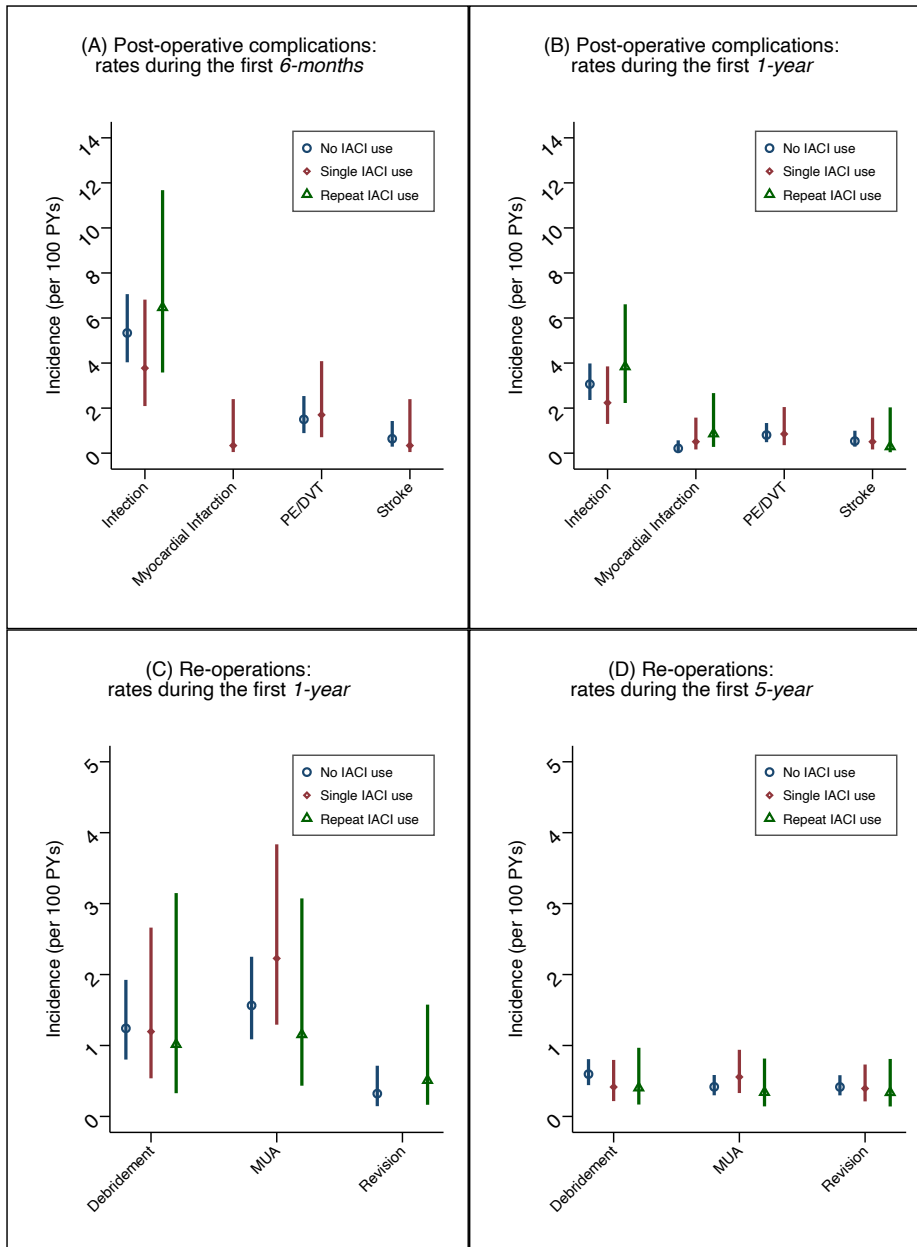 (A) Post-operative complications:
rates during the first 6-months
Incidence (per 100 PYs)
14
12
10
8
6
4
2
0
No IACI use
Single IACI use
Repeat IACI use
Infection
Myocardial Infarction
PE/DVT
Stroke
(B) Post-operative complications:
rates during the first 1-year
Incidence (per 100 PYs)
14
12
10
8
6
4
2
0
No IACI use
Single IACI use
Repeat IACI use
Infection
Myocardial Infarction
PE/DVT
Stroke
(C) Re-operations:
rates during the first 1-year
Incidence (per 100 PYs)
5
4
3
2
1
0
No IACI use
Single IACI use
Repeat IACI use
Debridement
MUA
Revision
(D) Re-operations:
rates during the first 5-year
Incidence (per 100 PYs)
5
4
3
2
1
0
No IACI use
Single IACI use
Repeat IACI use
Debridement
MUA
Revision